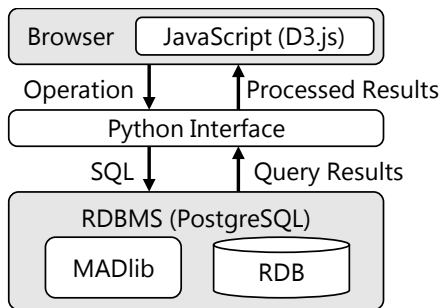 Browser
JavaScript (D3.js)
Operation
Processed Results
Python Interface
SQL
Query Results
RDBMS (PostgreSQL)
MADlib
RDB